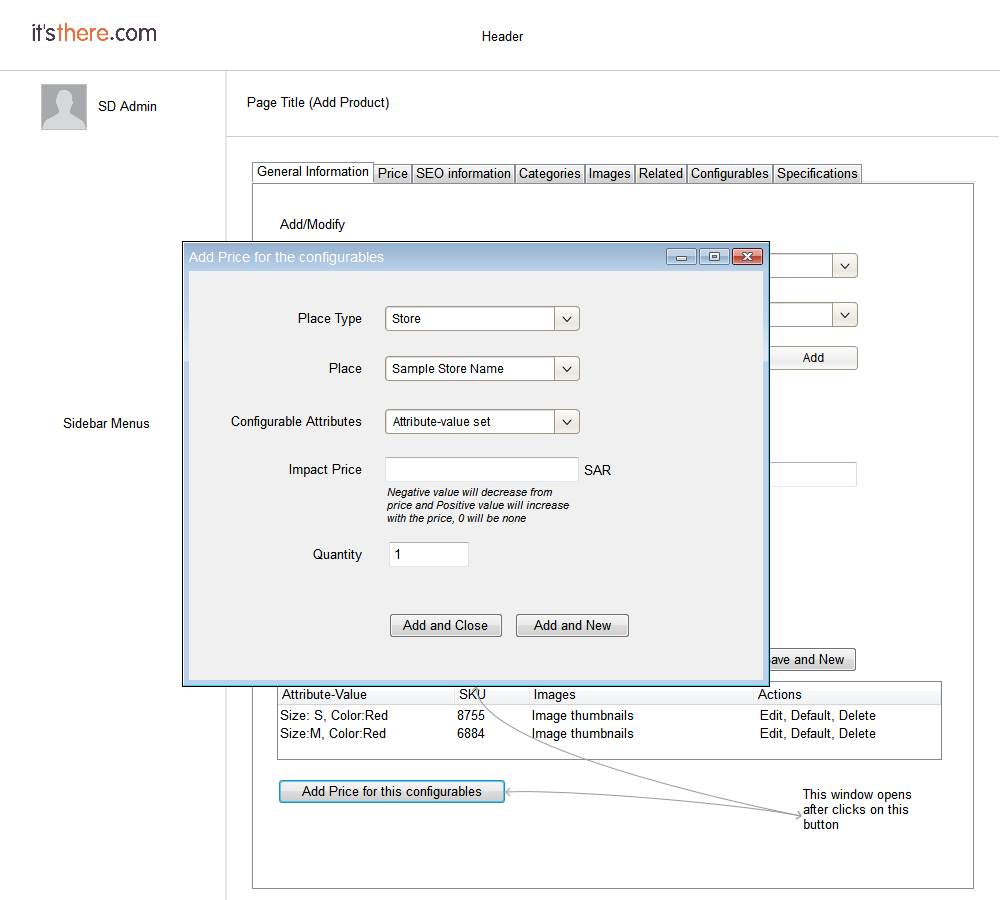 it'sthere.com
Header
SD Admin
Page Title (Add Product)
General Information Price SEO information Categories Images Related Configurables Specifications
Add/Modify
Add Price for the configurables
Place Type Store
Place Sample Store Name
Add
Sidebar Menus
Configurable Attributes Attribute-value set
Impact Price SAR
Negative value will decrease from
price and Positive value will increase
with the price, 0 will be none
Quantity 1
Add and Close Add and New
and New
Attribute-Value SKU Images Actions
Size: S, Color:Red 8755 Image thumbnails Edit, Default, Delete
Size:M, Color:Red 6884 Image thumbnails Edit, Default, Delete
Add Price for this configurables
This window opens
after clicks on this
button